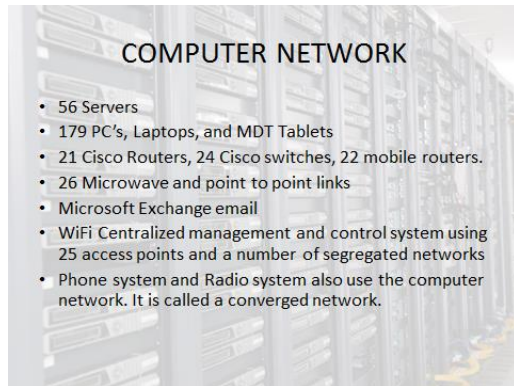 COMPUTER NETWORK
• 56 Servers
• 179 PC's, Laptops, and MDT Tablets
• 21 Cisco Routers, 24 Cisco switches, 22 mobile routers.
• 26 Microwave and point to point links
• Microsoft Exchange email
• WiFi Centralized management and control system using
25 access points and a number of segregated networks
• Phone system and Radio system also use the computer
network. It is called a converged network.